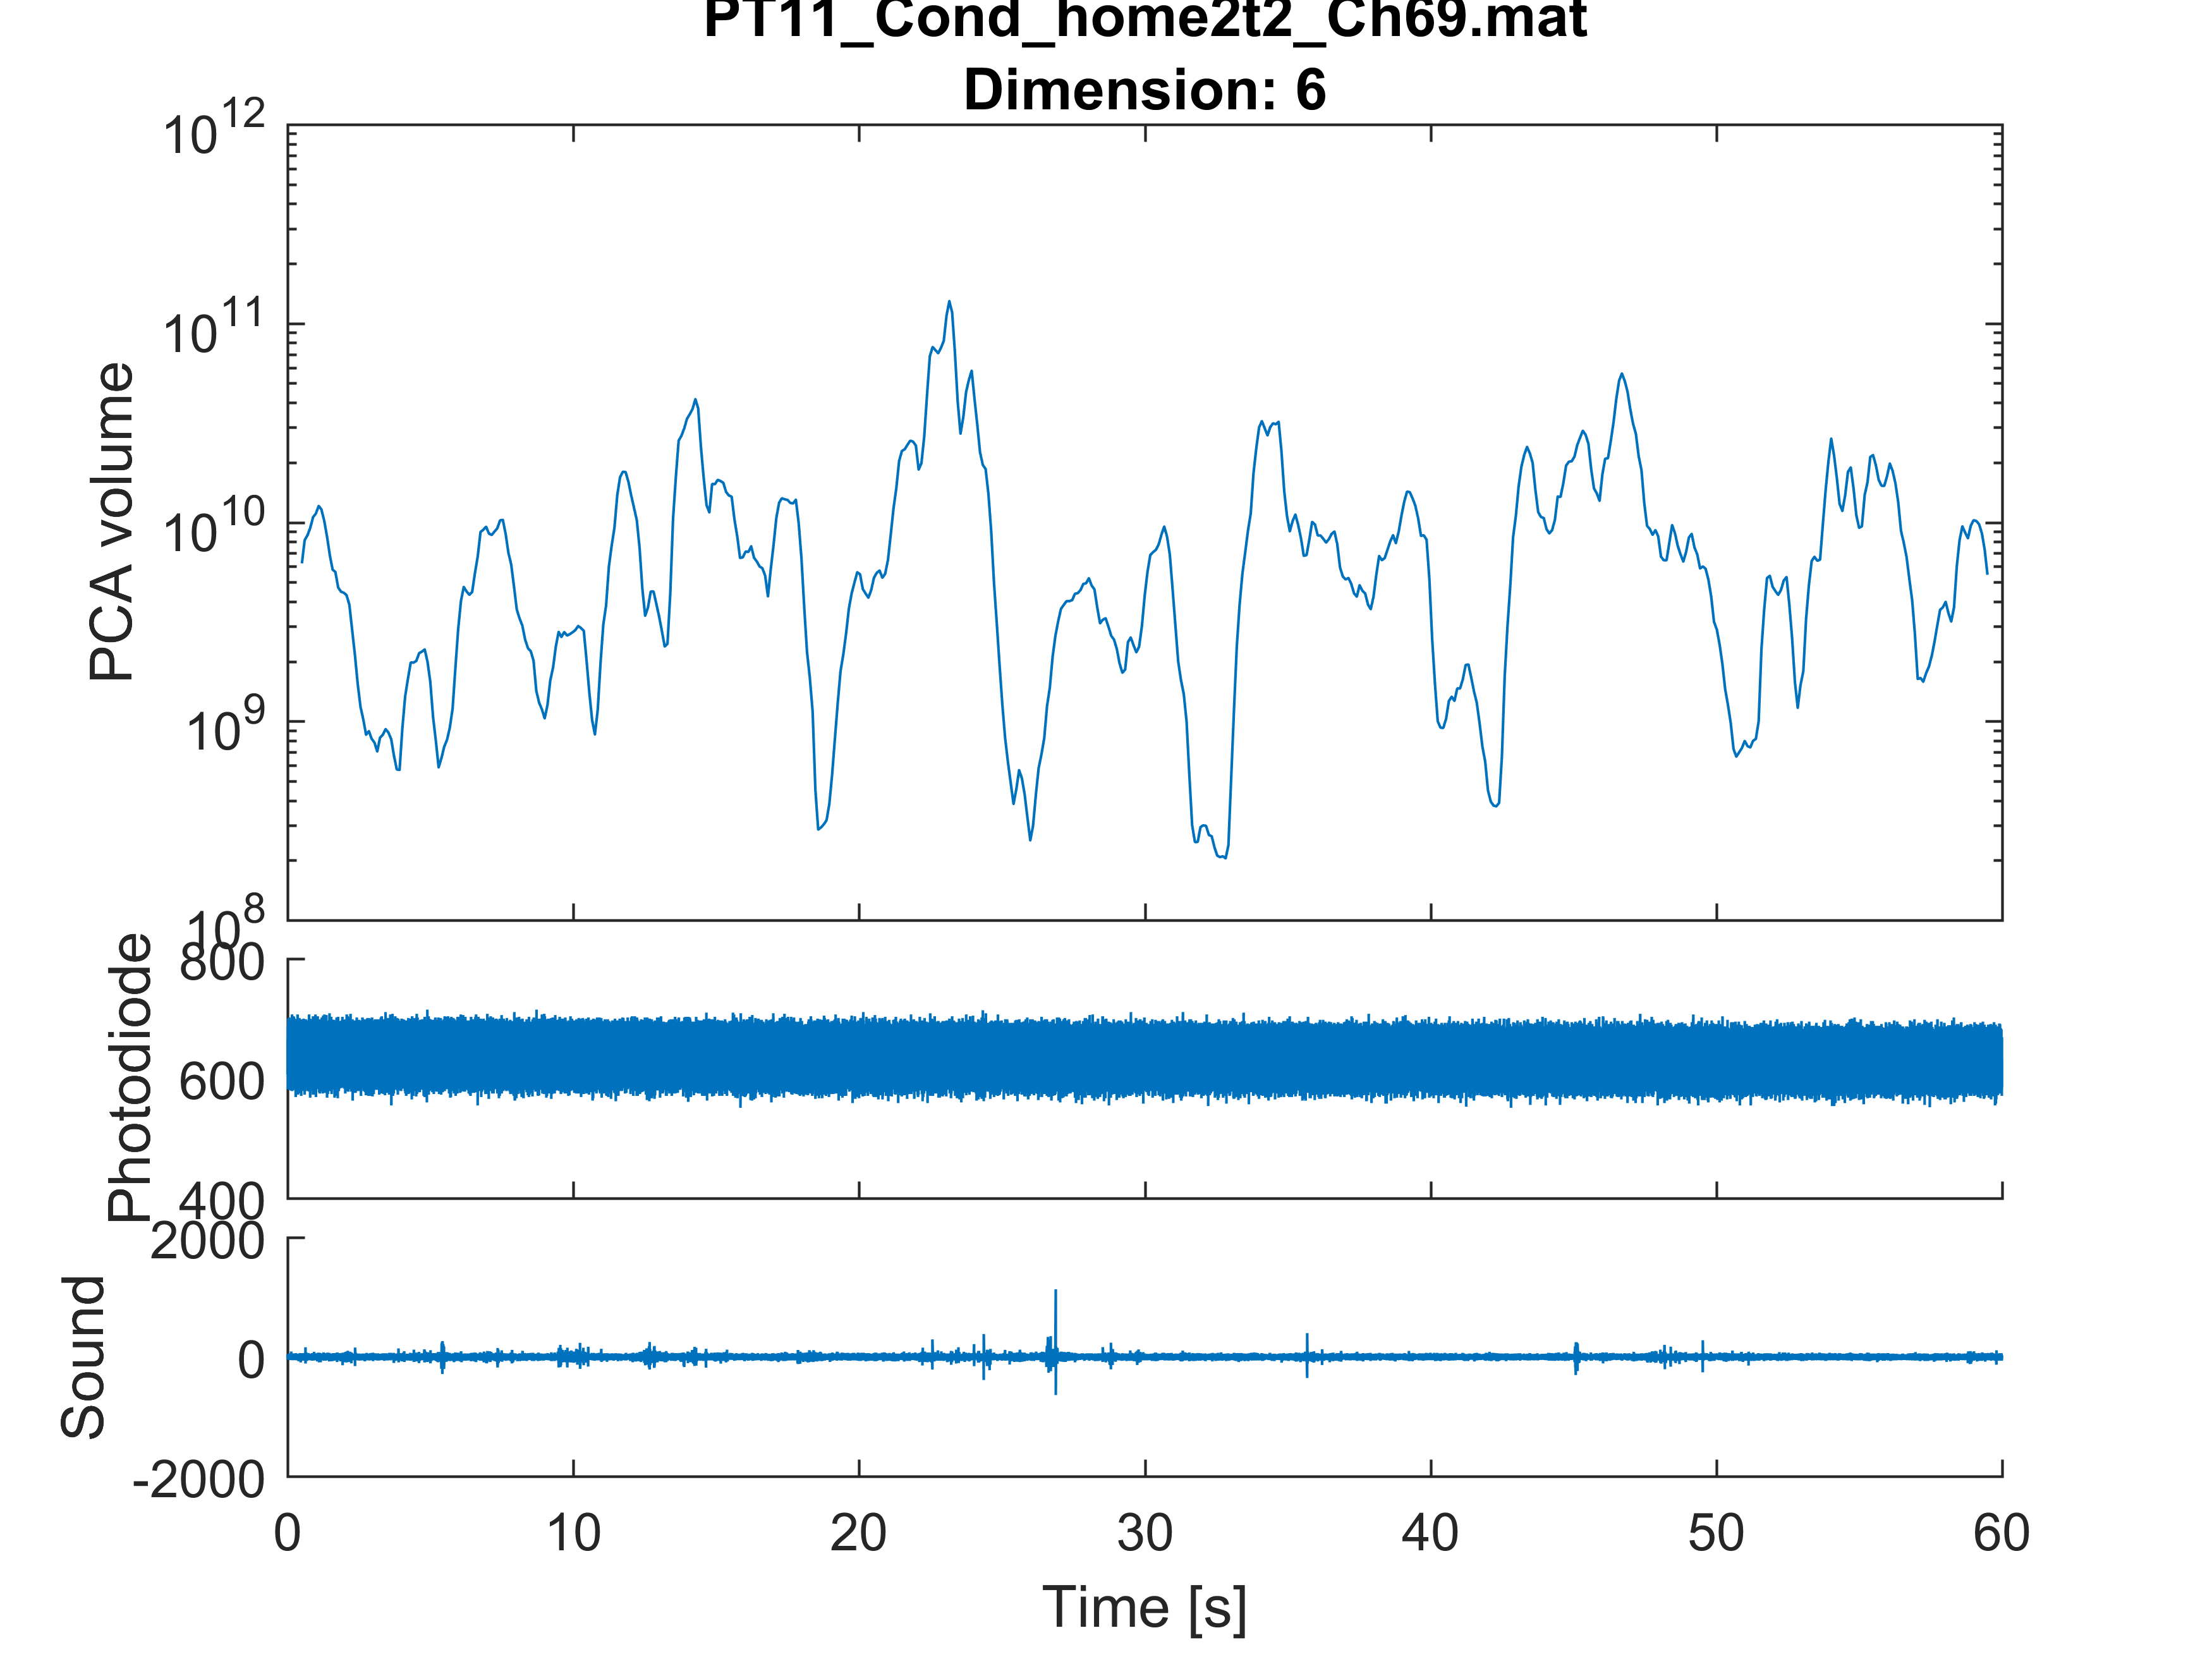 PT11_Cond_home2t2_Ch69.mat
Dimension: 6
10^12
10^11
10^10
10^9
10^8
PCA volume
800
600
400
Photodiode
2000
0
-2000
Sound
0 10 20 30 40 50 60
Time [s]